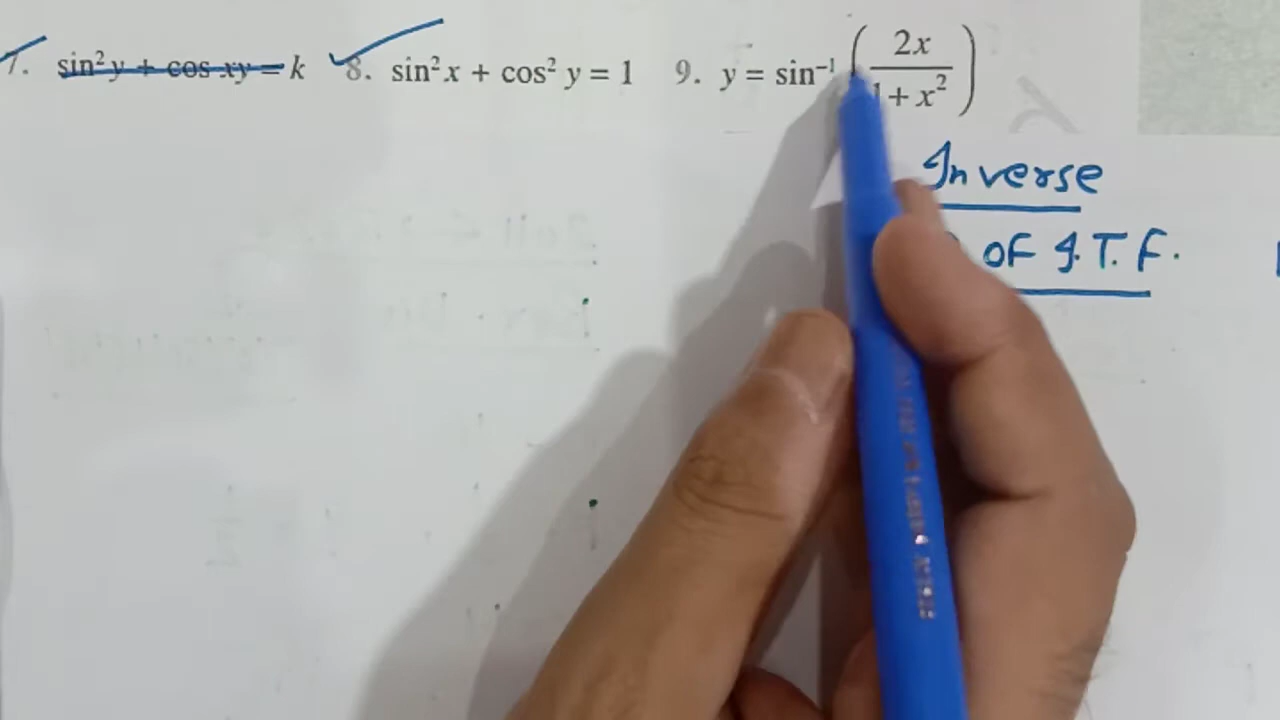 7. sin²y + cos xy = k 8. sin²x + cos² y = 1 9. y = sin⁻¹ (2x / 1 + x²)
Inverse
of I.T.F.